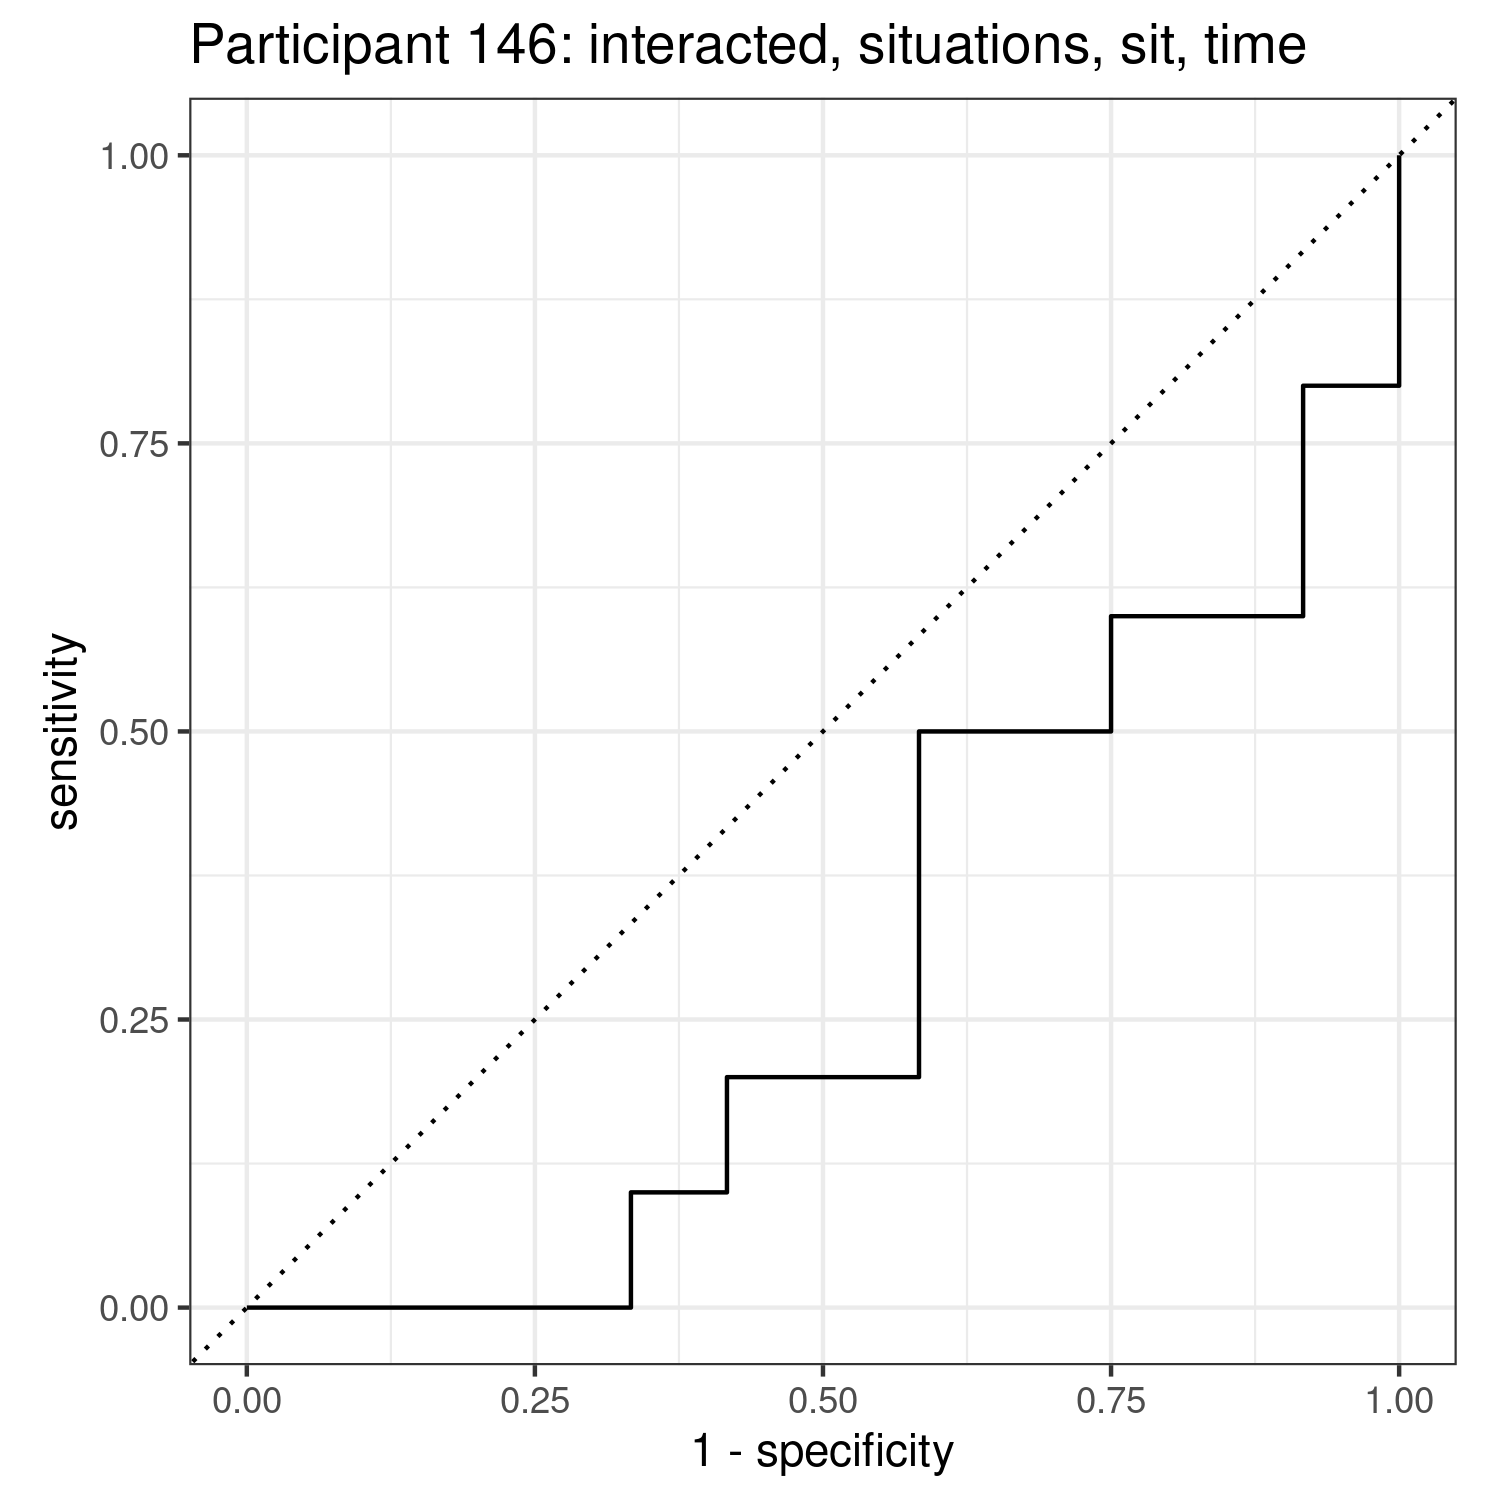 Participant 146: interacted, situations, sit, time
1.00
0.75
0.50
0.25
0.00
sensitivity
0.00 0.25 0.50 0.75 1.00
1 - specificity